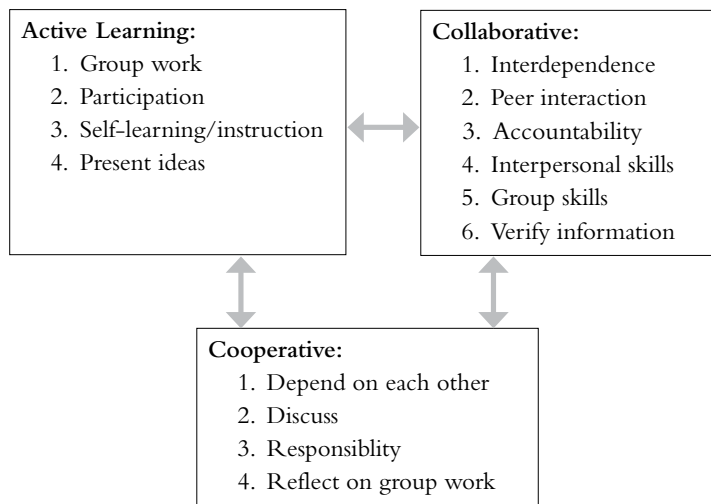 Active Learning:
1. Group work
2. Participation
3. Self-learning/instruction
4. Present ideas
Collaborative:
1. Interdependence
2. Peer interaction
3. Accountability
4. Interpersonal skills
5. Group skills
6. Verify information
Cooperative:
1. Depend on each other
2. Discuss
3. Responsiblity
4. Reflect on group work